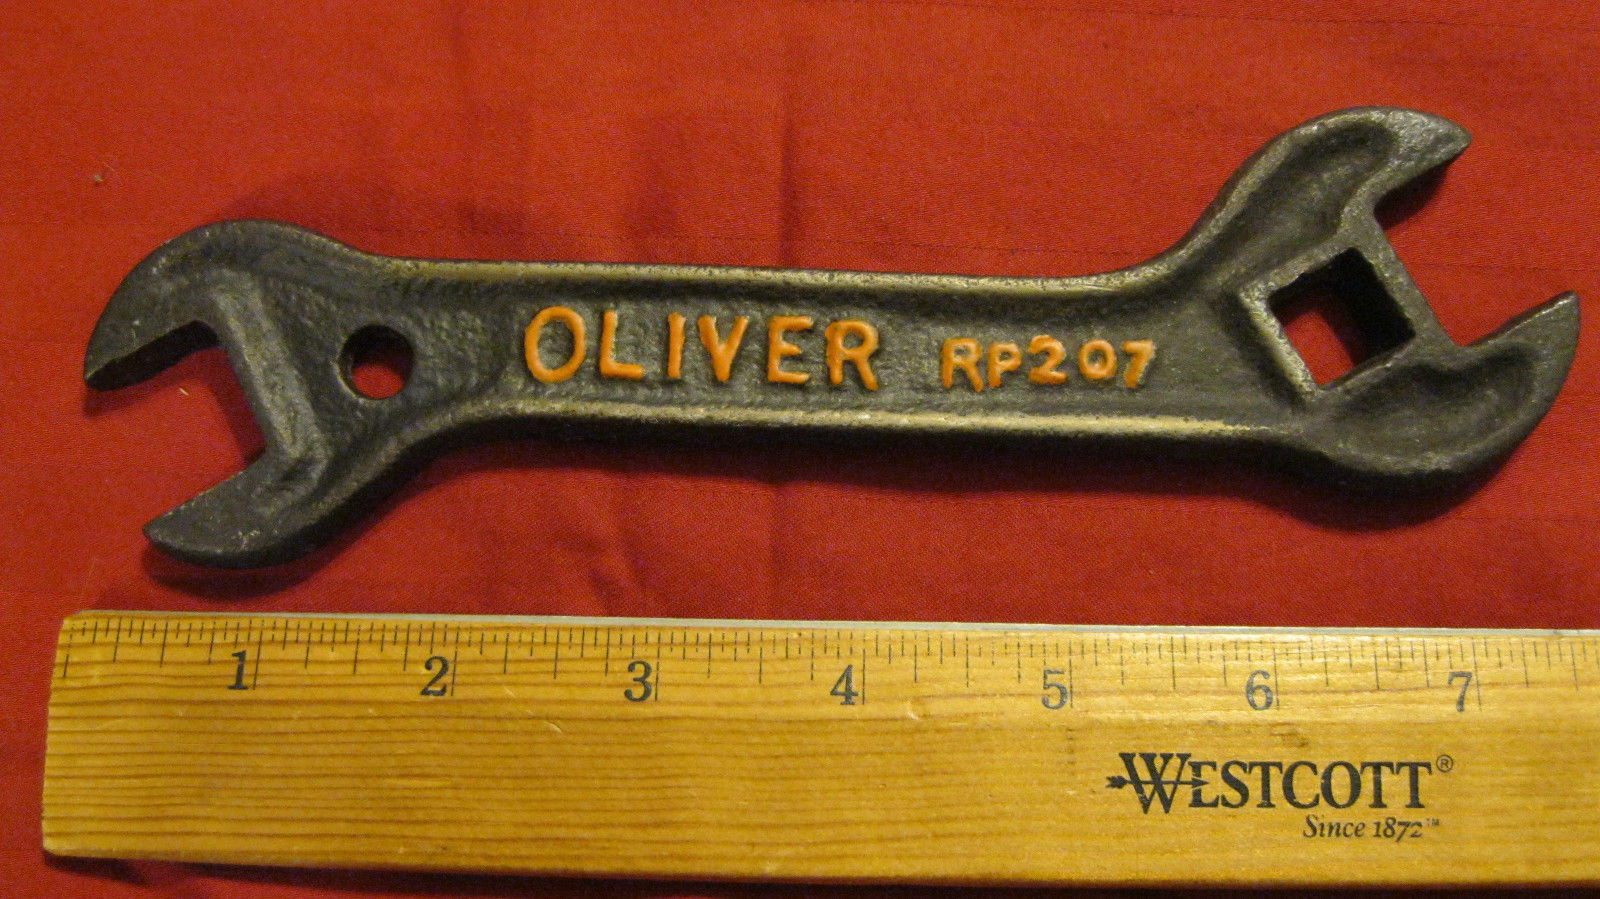 OLIVER RP207
1 2 3 4 5 6 7
WESTCOTT®
Since 1872™